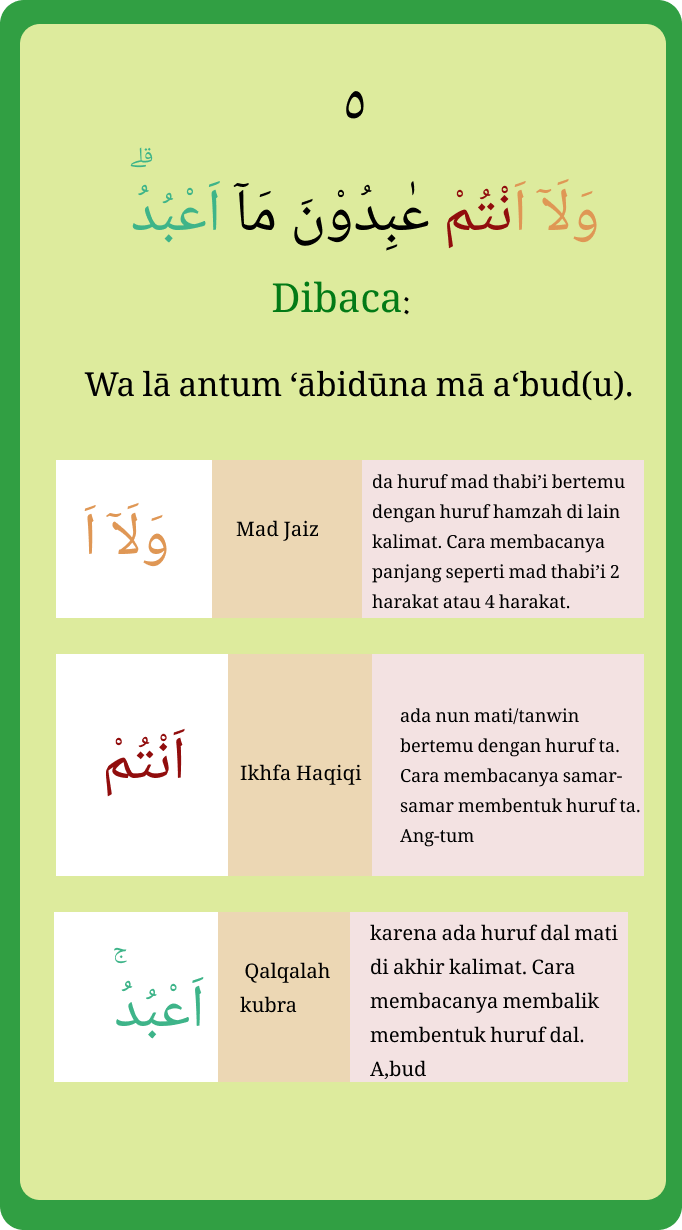 ٥
وَلَآ اَنْتُمْ عٰبِدُوْنَ مَآ اَعْبُدُۗ
Dibaca:
Wa lā antum ‘ābidūna mā a‘bud(u).
وَلَآ اَ
Mad Jaiz
da huruf mad thabi’i bertemu
dengan huruf hamzah di lain
kalimat. Cara membacanya
panjang seperti mad thabi’i 2
harakat atau 4 harakat.
اَنْتُمْ
Ikhfa Haqiqi
ada nun mati/tanwin
bertemu dengan huruf ta.
Cara membacanya samar-
samar membentuk huruf ta.
Ang-tum
اَعْبُدُۚ
Qalqalah
kubra
karena ada huruf dal mati
di akhir kalimat. Cara
membacanya membalik
membentuk huruf dal.
A,bud